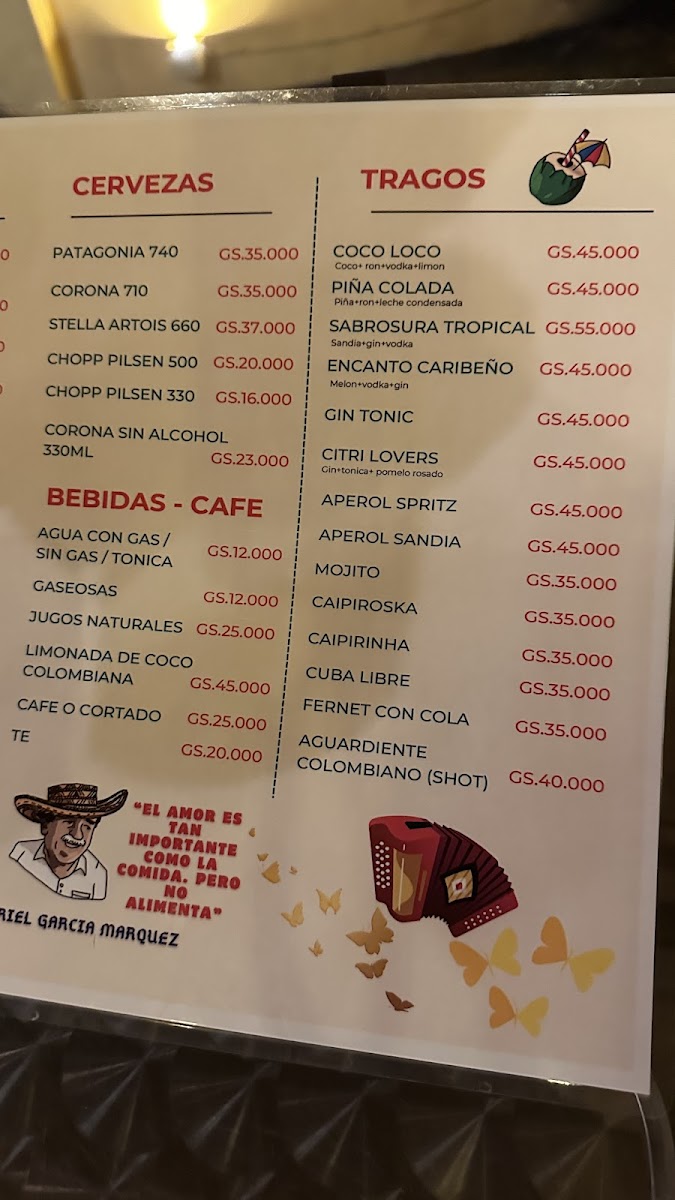 CERVEZAS
PATAGONIA 740 GS.35.000
CORONA 710 GS.35.000
STELLA ARTOIS 660 GS.37.000
CHOPP PILSEN 500 GS.20.000
CHOPP PILSEN 330 GS.16.000
CORONA SIN ALCOHOL
330ML GS.23.000
BEBIDAS - CAFE
AGUA CON GAS /
SIN GAS / TONICA GS.12.000
GASEOSAS GS.12.000
JUGOS NATURALES GS.25.000
LIMONADA DE COCO
COLOMBIANA GS.45.000
CAFE O CORTADO GS.25.000
TE GS.20.000
"EL AMOR ES
TAN
IMPORTANTE
COMO LA
COMIDA. PERO
NO
ALIMENTA"
RIEL GARCIA MARQUEZ
TRAGOS
COCO LOCO GS.45.000
Coco+ ron+vodka+limon
PIÑA COLADA GS.45.000
Piña+ron+leche condensada
SABROSURA TROPICAL GS.55.000
Sandia+gin+vodka
ENCANTO CARIBEÑO GS.45.000
Melon+vodka+gin
GIN TONIC GS.45.000
CITRI LOVERS GS.45.000
Gin+tonica+ pomelo rosado
APEROL SPRITZ GS.45.000
APEROL SANDIA GS.45.000
MOJITO GS.35.000
CAIPIROSKA GS.35.000
CAIPIRINHA GS.35.000
CUBA LIBRE GS.35.000
FERNET CON COLA GS.35.000
AGUARDIENTE
COLOMBIANO (SHOT) GS.40.000